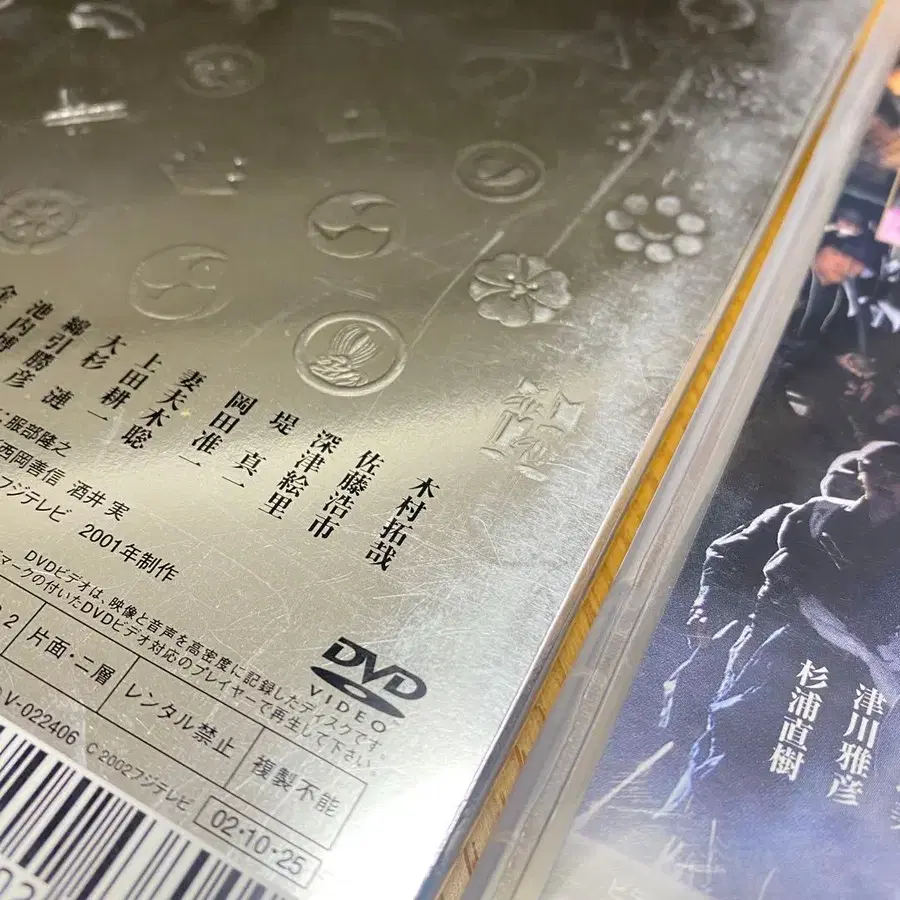 木村拓哉
佐藤浩市
深津絵里
堤 真一
岡田准一
妻夫木聡
上田耕一
大杉 漣
綿引勝彦
池内博
服部隆之
西岡善信 酒井 実
フジテレビ 2001年制作
DVDビデオは、映像と音声を高密度に記録したディスクです。
マークの付いたDVDビデオ対応のプレイヤーで再生して下さい。
DVD
VIDEO
2
片面・二層
レンタル禁止
複製不能
V-022406
C 2002フジテレビ
02・10・25
02
津川雅彦
杉浦直樹